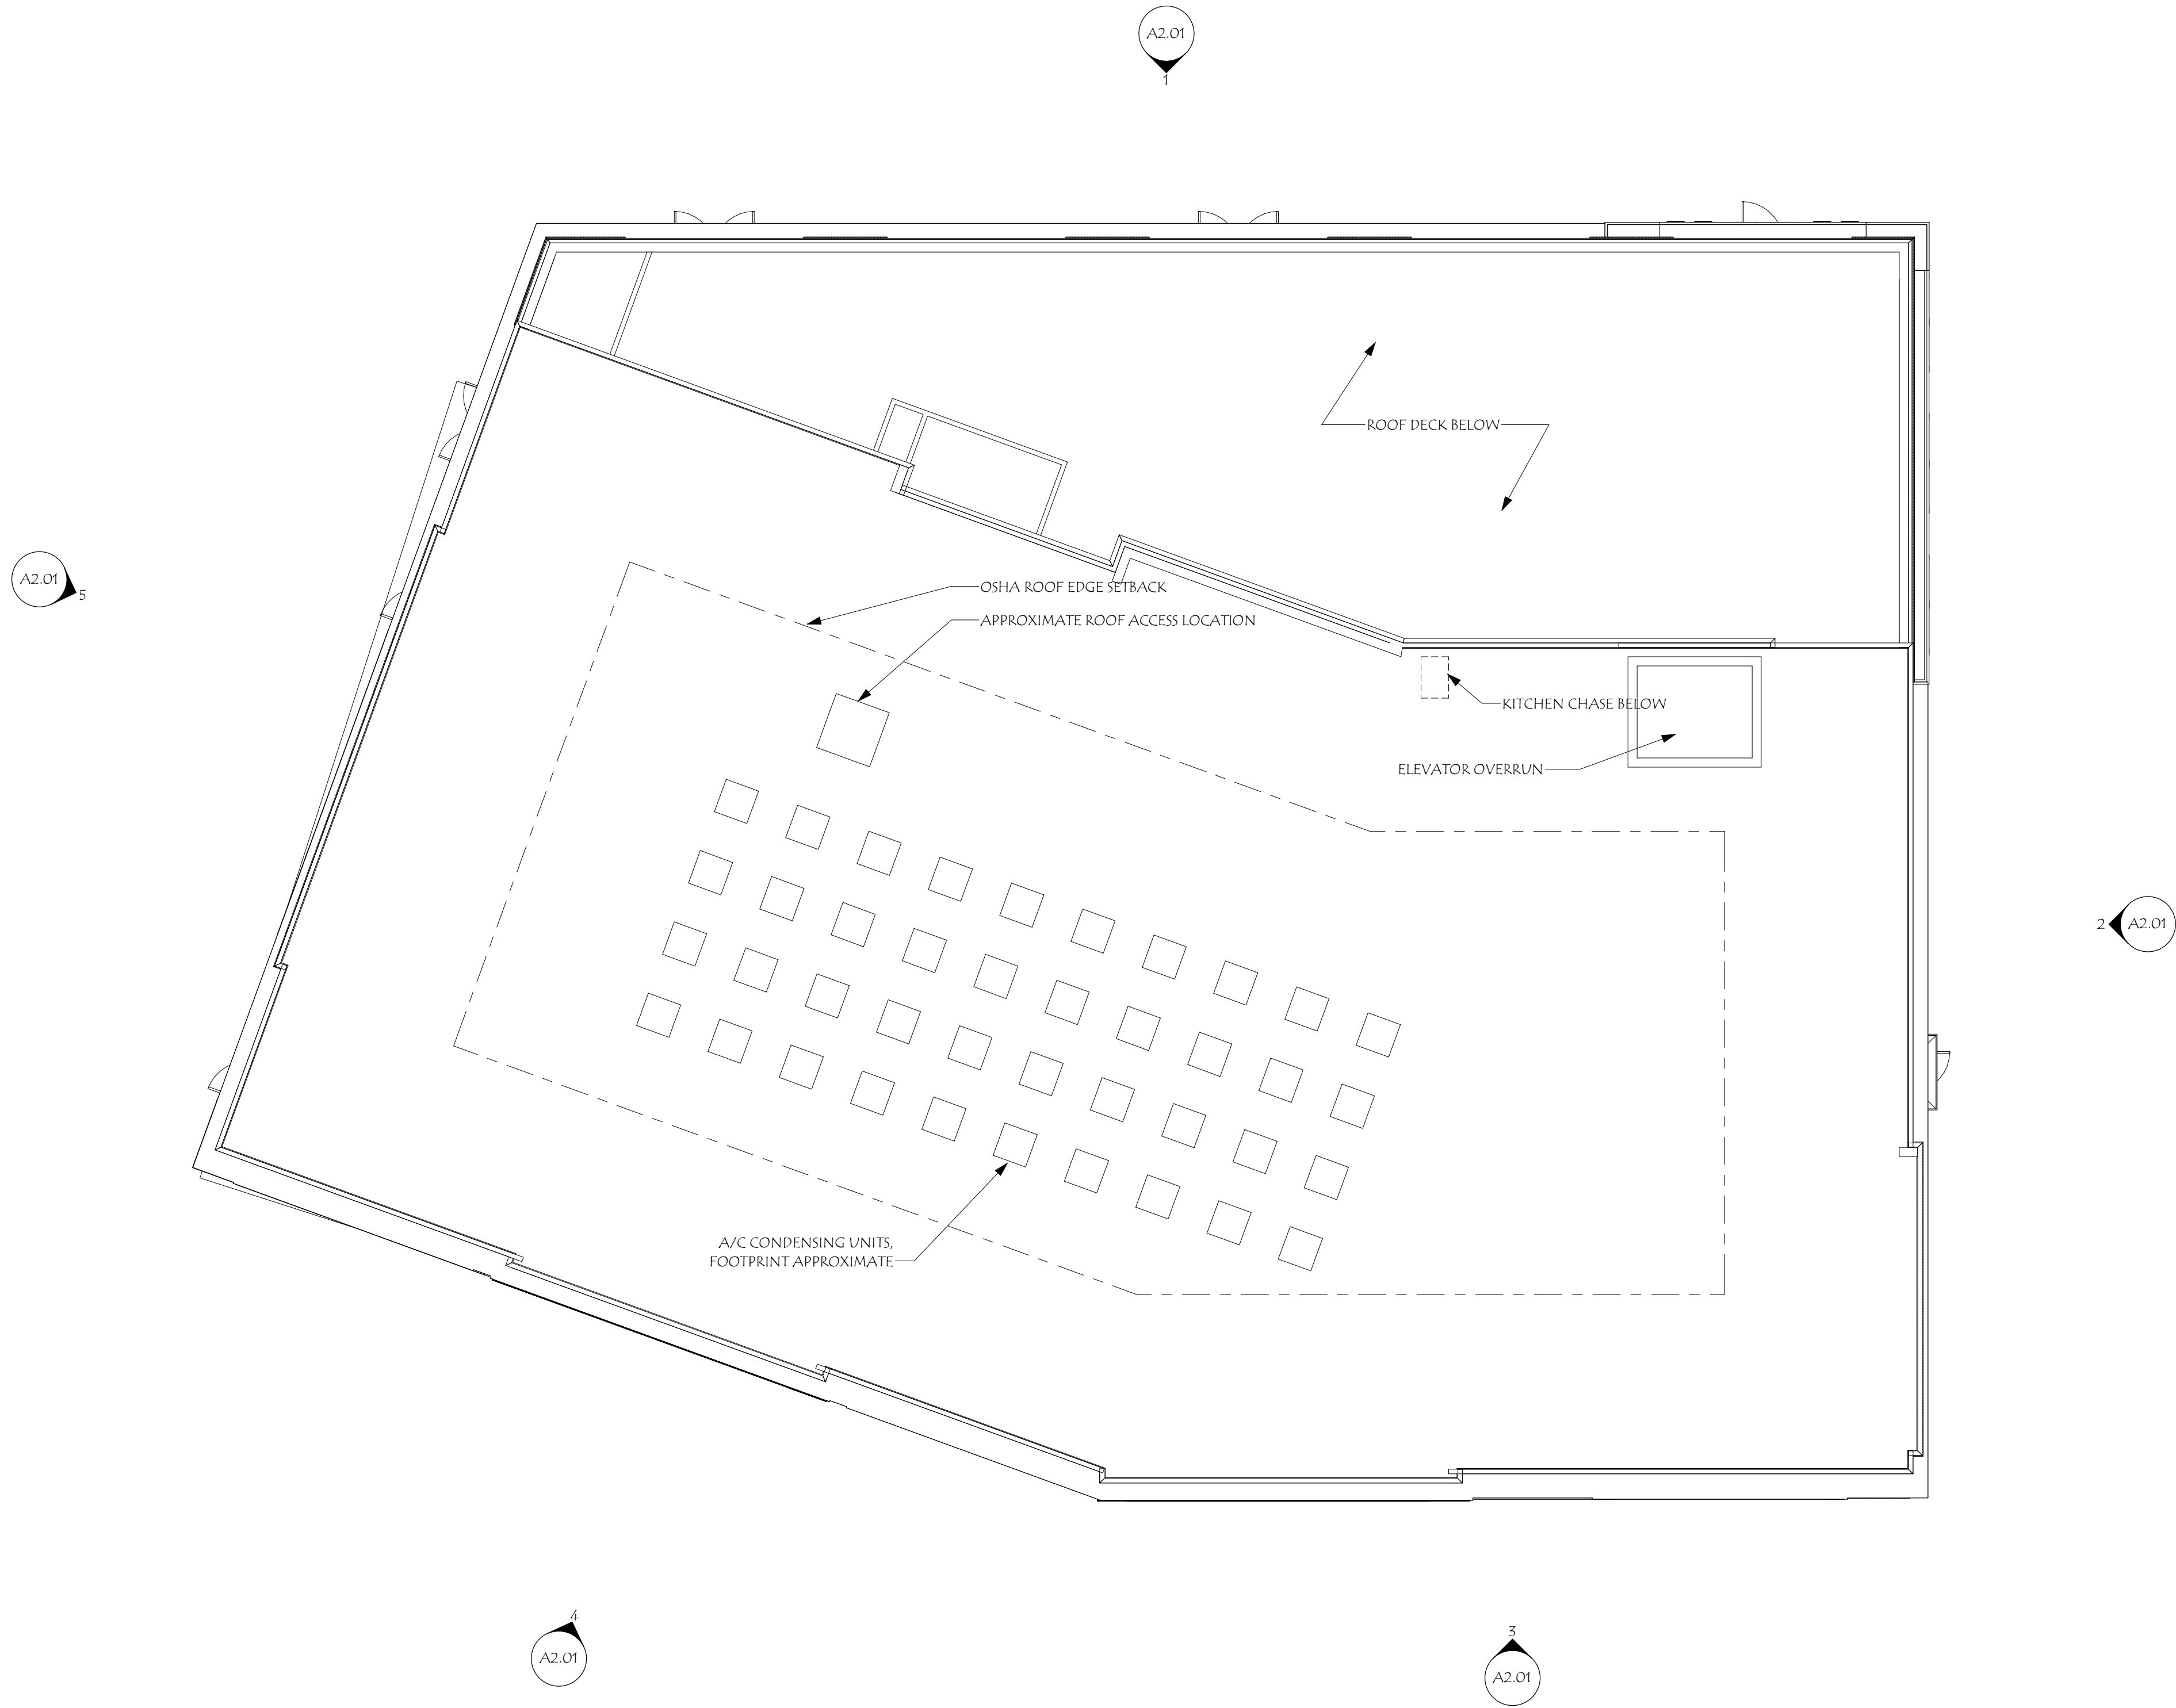 A2.01
1
ROOF DECK BELOW
A2.01
5
OSHA ROOF EDGE SETBACK
APPROXIMATE ROOF ACCESS LOCATION
KITCHEN CHASE BELOW
ELEVATOR OVERRUN
2
A2.01
A/C CONDENSING UNITS,
FOOTPRINT APPROXIMATE
4
A2.01
3
A2.01